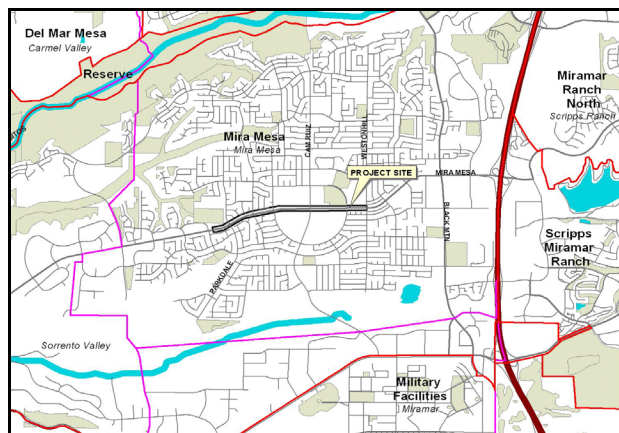 Del Mar Mesa
Carmel Valley
Reserve
Miramar
Ranch
North
Scripps Ranch
Mira Mesa
Mira Mesa
CAM RUIZ
WESTONHILL
PROJECT SITE
MIRA MESA
BLACK MTN
Scripps
Miramar
Ranch
PARKDALE
Sorrento Valley
Military
Facilities
Miramar